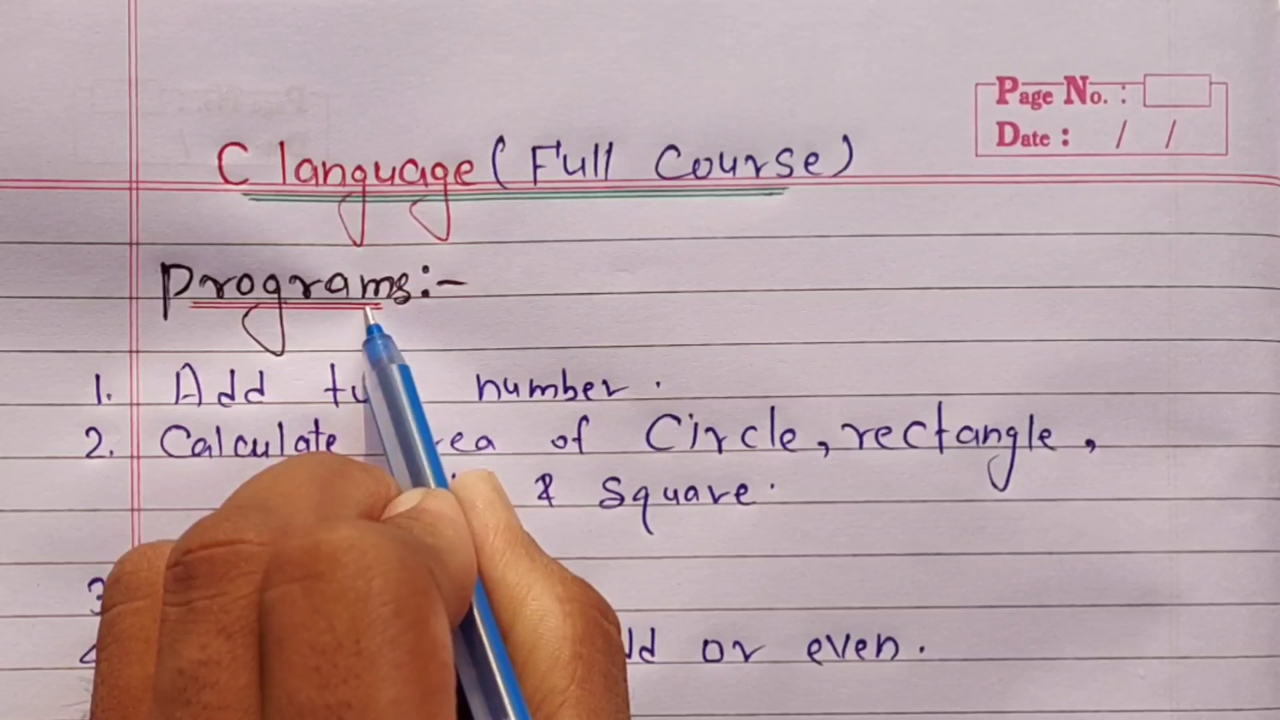 Page No. :
Date : / /
C language (Full Course)
Programs:-
1. Add number.
2. Calculate of Circle, rectangle,
& Square.
or even.